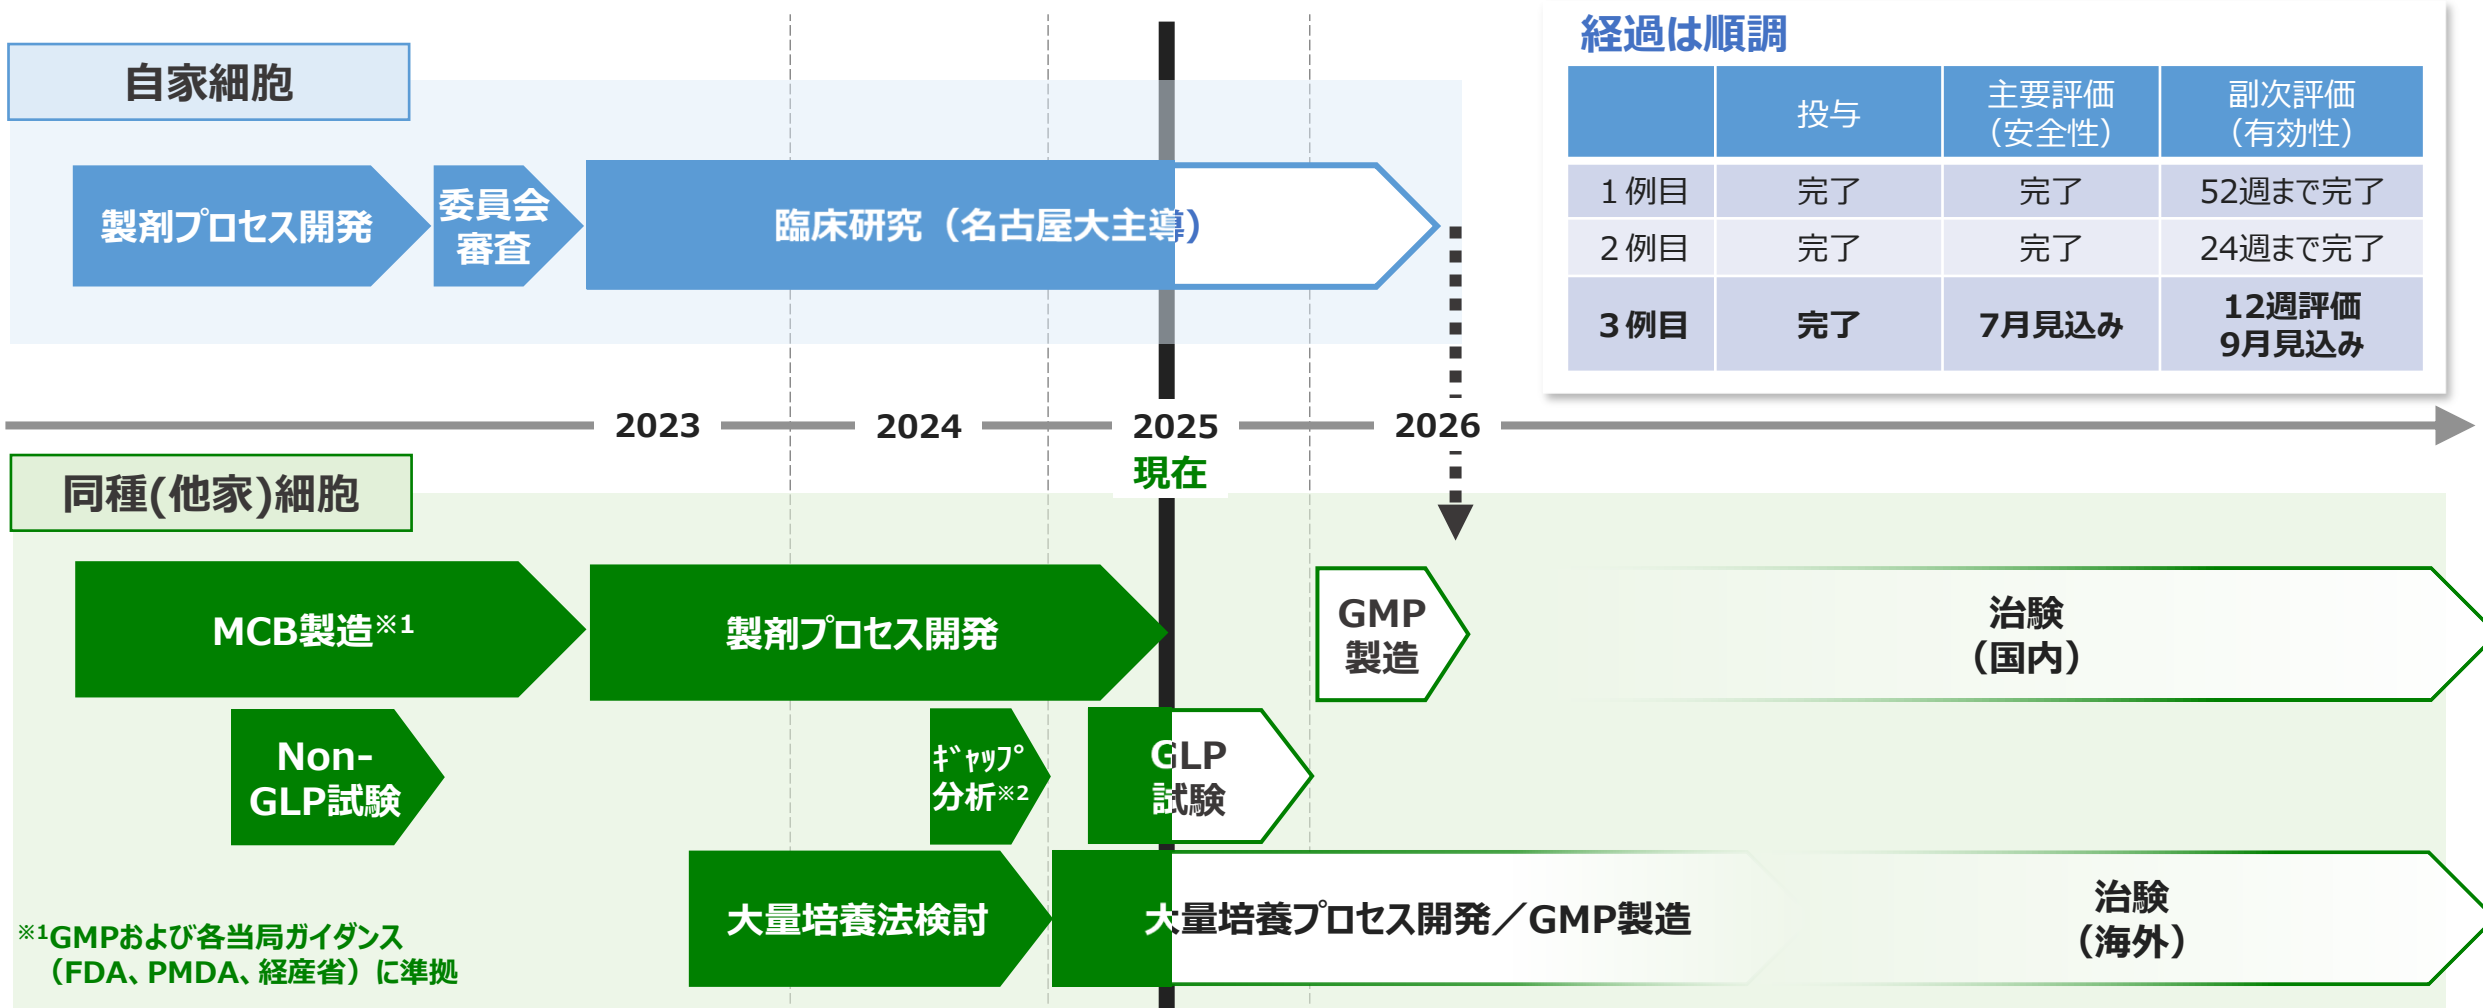 自家細胞
製剤プロセス開発
委員会
審査
臨床研究（名古屋大主導）
経過は順調
投与
主要評価
（安全性）
副次評価
（有効性）
１例目 完了 完了 52週まで完了
２例目 完了 完了 24週まで完了
３例目 完了 7月見込み 12週評価
9月見込み
2023 2024 2025 2026
現在
同種(他家)細胞
MCB製造※1
製剤プロセス開発
GMP
製造
治験
（国内）
Non-
GLP試験
ｷﾞｬｯﾌﾟ
分析※2
GLP
試験
大量培養法検討
大量培養プロセス開発／GMP製造
治験
（海外）
※1GMPおよび各当局ガイダンス
（FDA、PMDA、経産省）に準拠